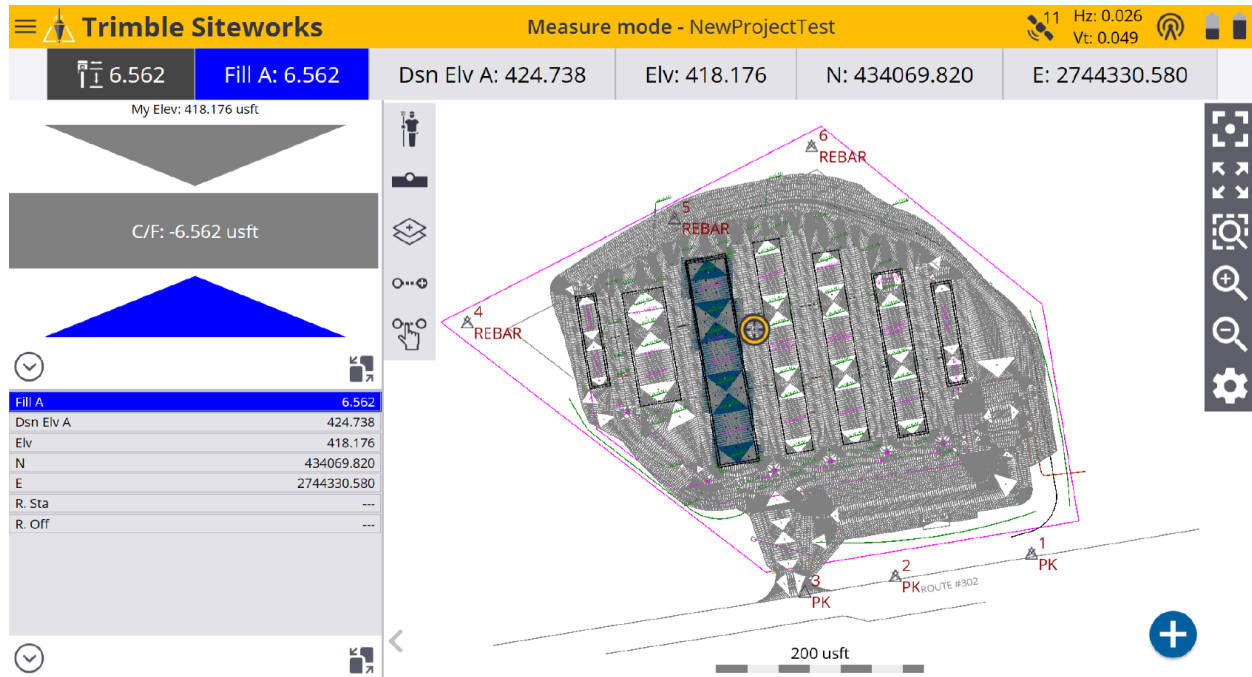 Trimble Siteworks
Measure mode - NewProjectTest
11
Hz: 0.026
Vt: 0.049
6.562
Fill A: 6.562
Dsn Elv A: 424.738
Elv: 418.176
N: 434069.820
E: 2744330.580
My Elev: 418.176 usft
C/F: -6.562 usft
Fill A 6.562
Dsn Elv A 424.738
Elv 418.176
N 434069.820
E 2744330.580
R. Sta ---
R. Off ---
6
REBAR
5
REBAR
4
REBAR
1
PK
2
PK
ROUTE #302
3
PK
200 usft